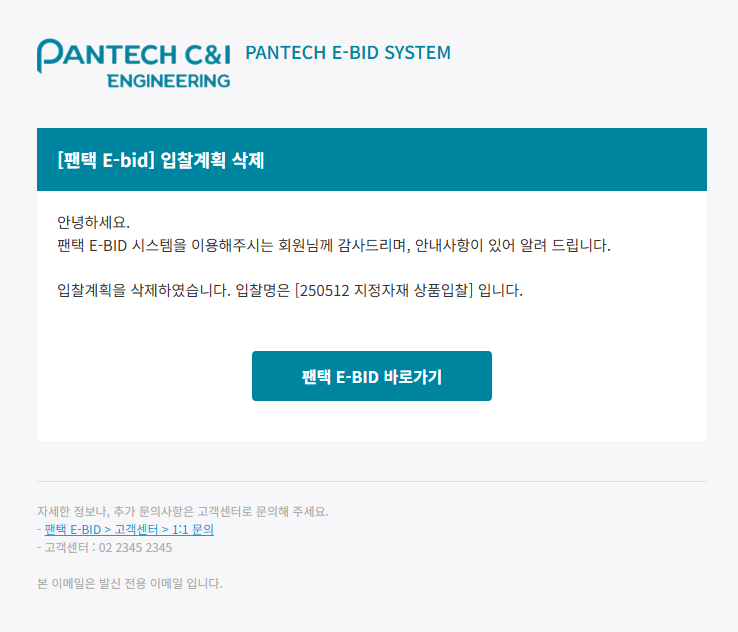 PANTECH C&I
ENGINEERING
PANTECH E-BID SYSTEM
[팬택 E-bid] 입찰계획 삭제
안녕하세요.
팬택 E-BID 시스템을 이용해주시는 회원님께 감사드리며, 안내사항이 있어 알려 드립니다.
입찰계획을 삭제하였습니다. 입찰명은 [250512 지정자재 상품입찰] 입니다.
팬택 E-BID 바로가기
자세한 정보나, 추가 문의사항은 고객센터로 문의해 주세요.
- 팬택 E-BID > 고객센터 > 1:1 문의
- 고객센터 : 02 2345 2345
본 이메일은 발신 전용 이메일 입니다.